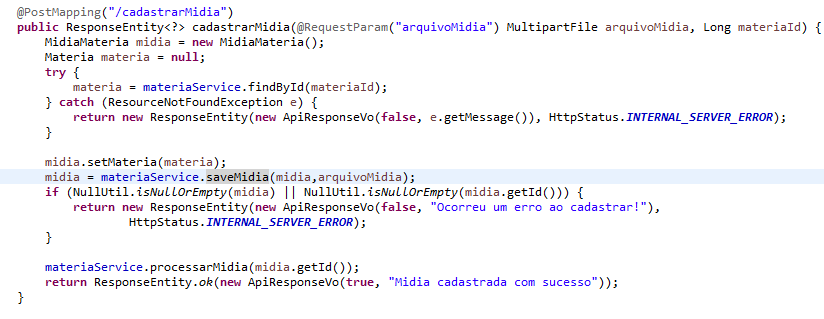 @PostMapping("/cadastrarMidia")
public ResponseEntity<?> cadastrarMidia(@RequestParam("arquivoMidia") MultipartFile arquivoMidia, Long materiaId) {
    MidiaMateria midia = new MidiaMateria();
    Materia materia = null;
    try {
        materia = materiaService.findById(materiaId);
    } catch (ResourceNotFoundException e) {
        return new ResponseEntity(new ApiResponseVo(false, e.getMessage()), HttpStatus.INTERNAL_SERVER_ERROR);
    }

    midia.setMateria(materia);
    midia = materiaService.saveMidia(midia,arquivoMidia);
    if (NullUtil.isNullOrEmpty(midia) || NullUtil.isNullOrEmpty(midia.getId())) {
        return new ResponseEntity(new ApiResponseVo(false, "Ocorreu um erro ao cadastrar!"),
                HttpStatus.INTERNAL_SERVER_ERROR);
    }

    materiaService.processarMidia(midia.getId());
    return ResponseEntity.ok(new ApiResponseVo(true, "Midia cadastrada com sucesso"));
}